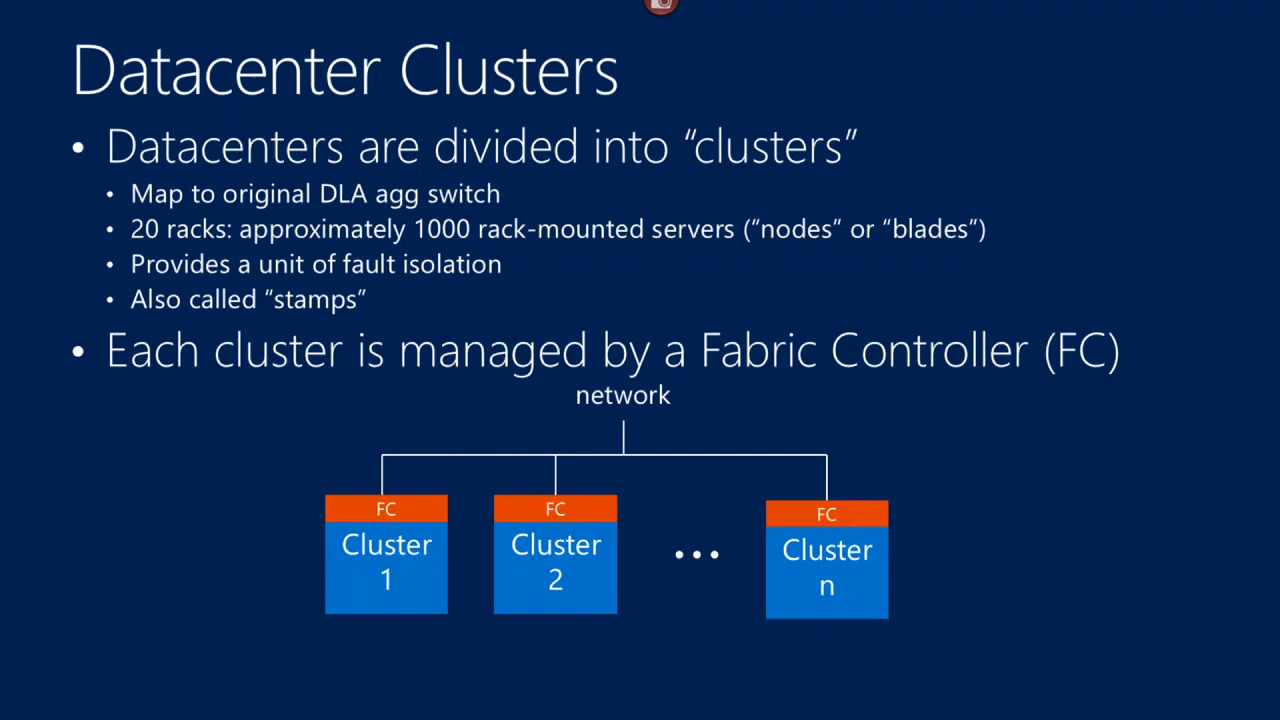 Datacenter Clusters
• Datacenters are divided into “clusters”
• Map to original DLA agg switch
• 20 racks: approximately 1000 rack-mounted servers (“nodes” or “blades”)
• Provides a unit of fault isolation
• Also called “stamps”
• Each cluster is managed by a Fabric Controller (FC)
network
FC
Cluster
1
FC
Cluster
2
...
FC
Cluster
n